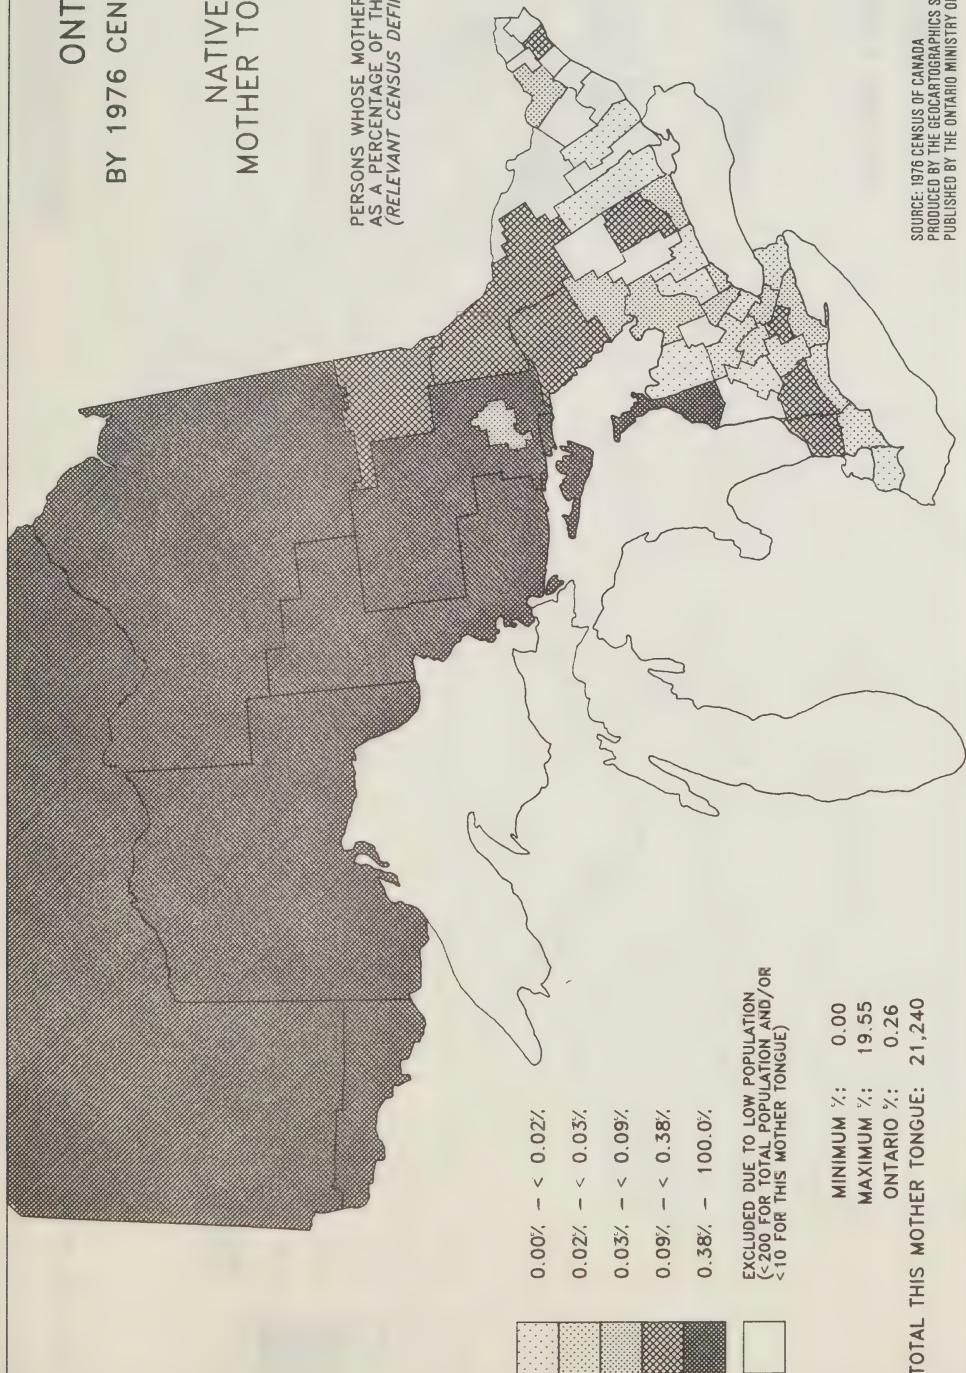 ONT
BY 1976 CEN
NATIVE
MOTHER TO
PERSONS WHOSE MOTHER
AS A PERCENTAGE OF TH
(RELEVANT CENSUS DEFI
0.00% - < 0.02%
0.02% - < 0.03%
0.03% - < 0.09%
0.09% - < 0.38%
0.38% - 100.0%
EXCLUDED DUE TO LOW POPULATION
(<200 FOR TOTAL POPULATION AND/OR
<10 FOR THIS MOTHER TONGUE)
MINIMUM %: 0.00
MAXIMUM %: 19.55
ONTARIO %: 0.26
TOTAL THIS MOTHER TONGUE: 21,240
SOURCE: 1976 CENSUS OF CANADA
PRODUCED BY THE GEOCARTOGRAPHICS S
PUBLISHED BY THE ONTARIO MINISTRY O